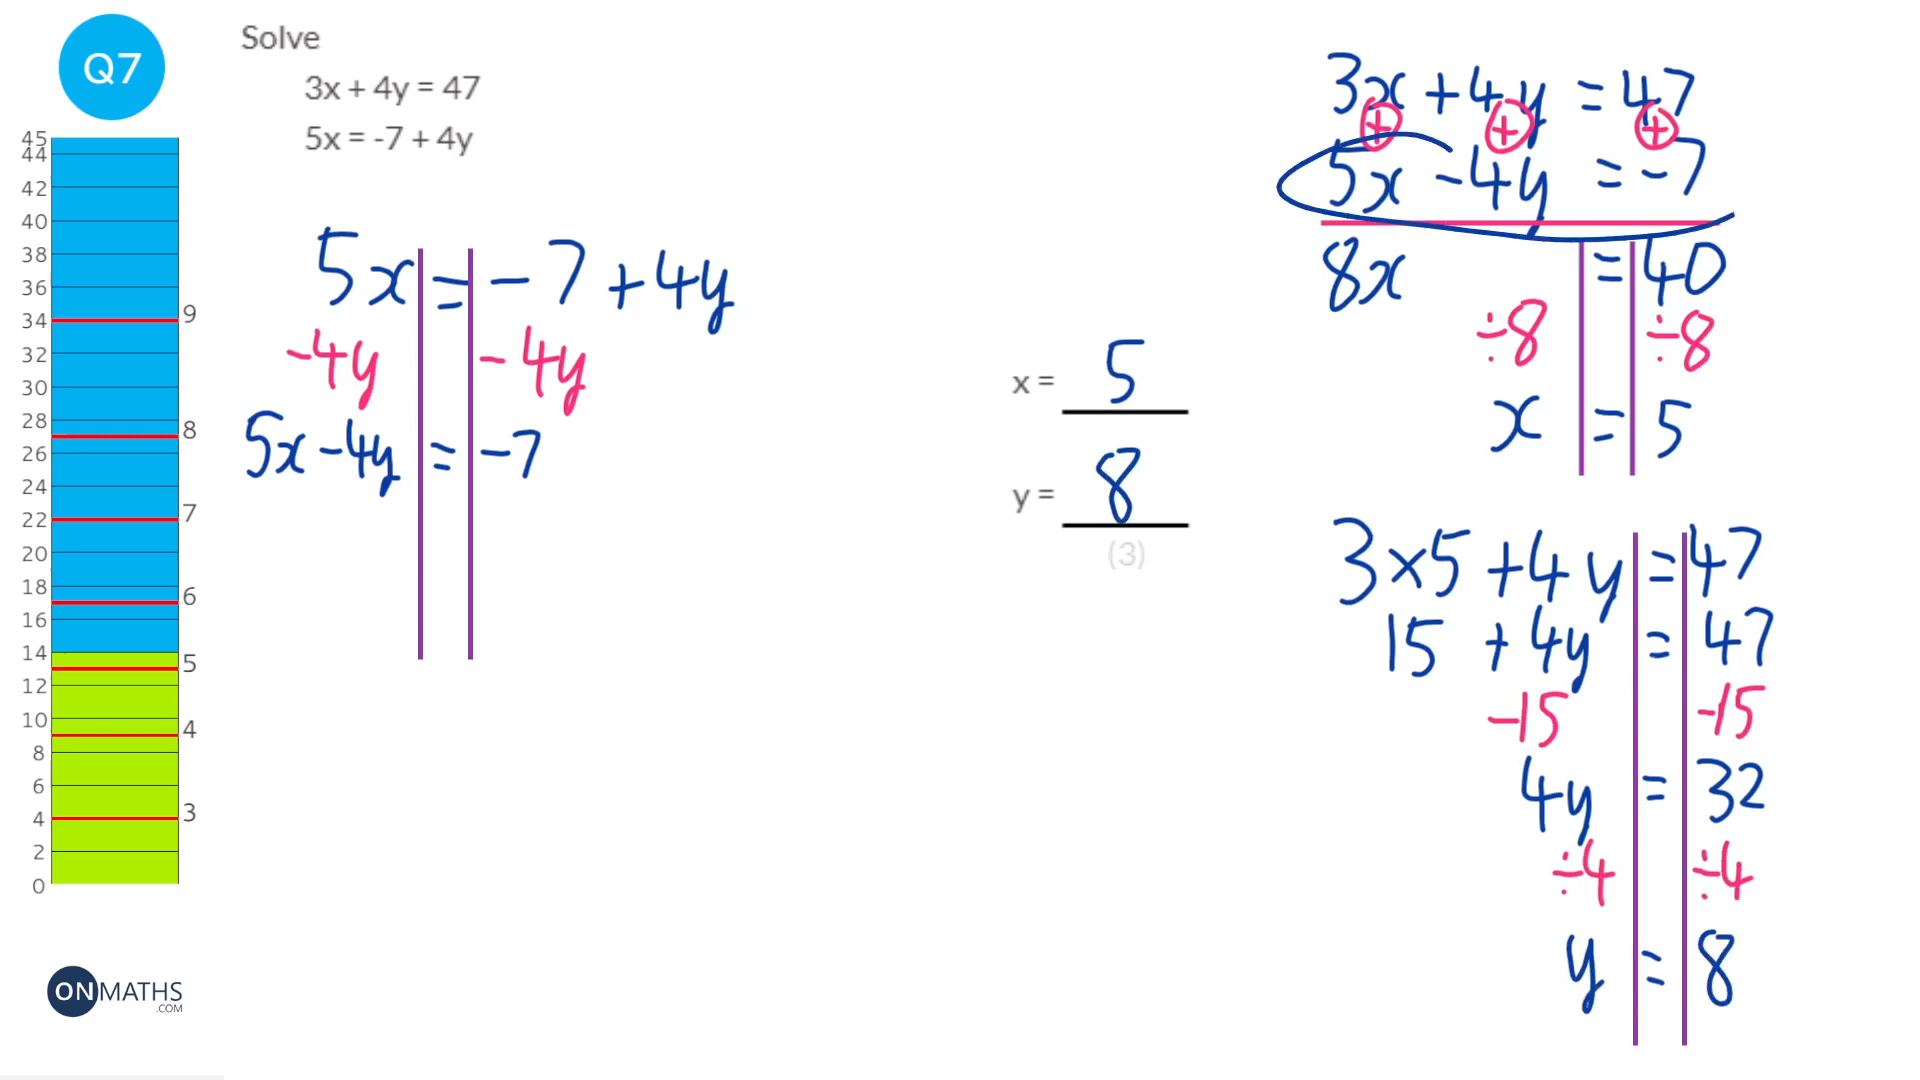 Q7
Solve
3x + 4y = 47
5x = -7 + 4y
45
44
42
40
38
36
34
32
30
28
26
24
22
20
18
16
14
12
10
8
6
4
2
0
9
8
7
6
5
4
3
5x = -7 + 4y
-4y -4y
5x - 4y = -7
x = 5
y = 8
(3)
3x + 4y = 47
+ + +
5x - 4y = -7
8x = 40
÷8 ÷8
x = 5
3 × 5 + 4y = 47
15 + 4y = 47
-15 -15
4y = 32
÷4 ÷4
y = 8
ONMATHS
.COM